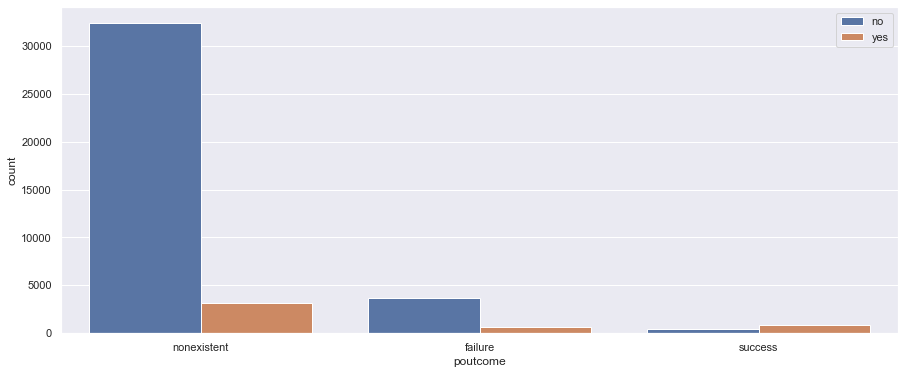 no
yes
30000
25000
20000
15000
10000
5000
0
count
nonexistent
failure
success
poutcome